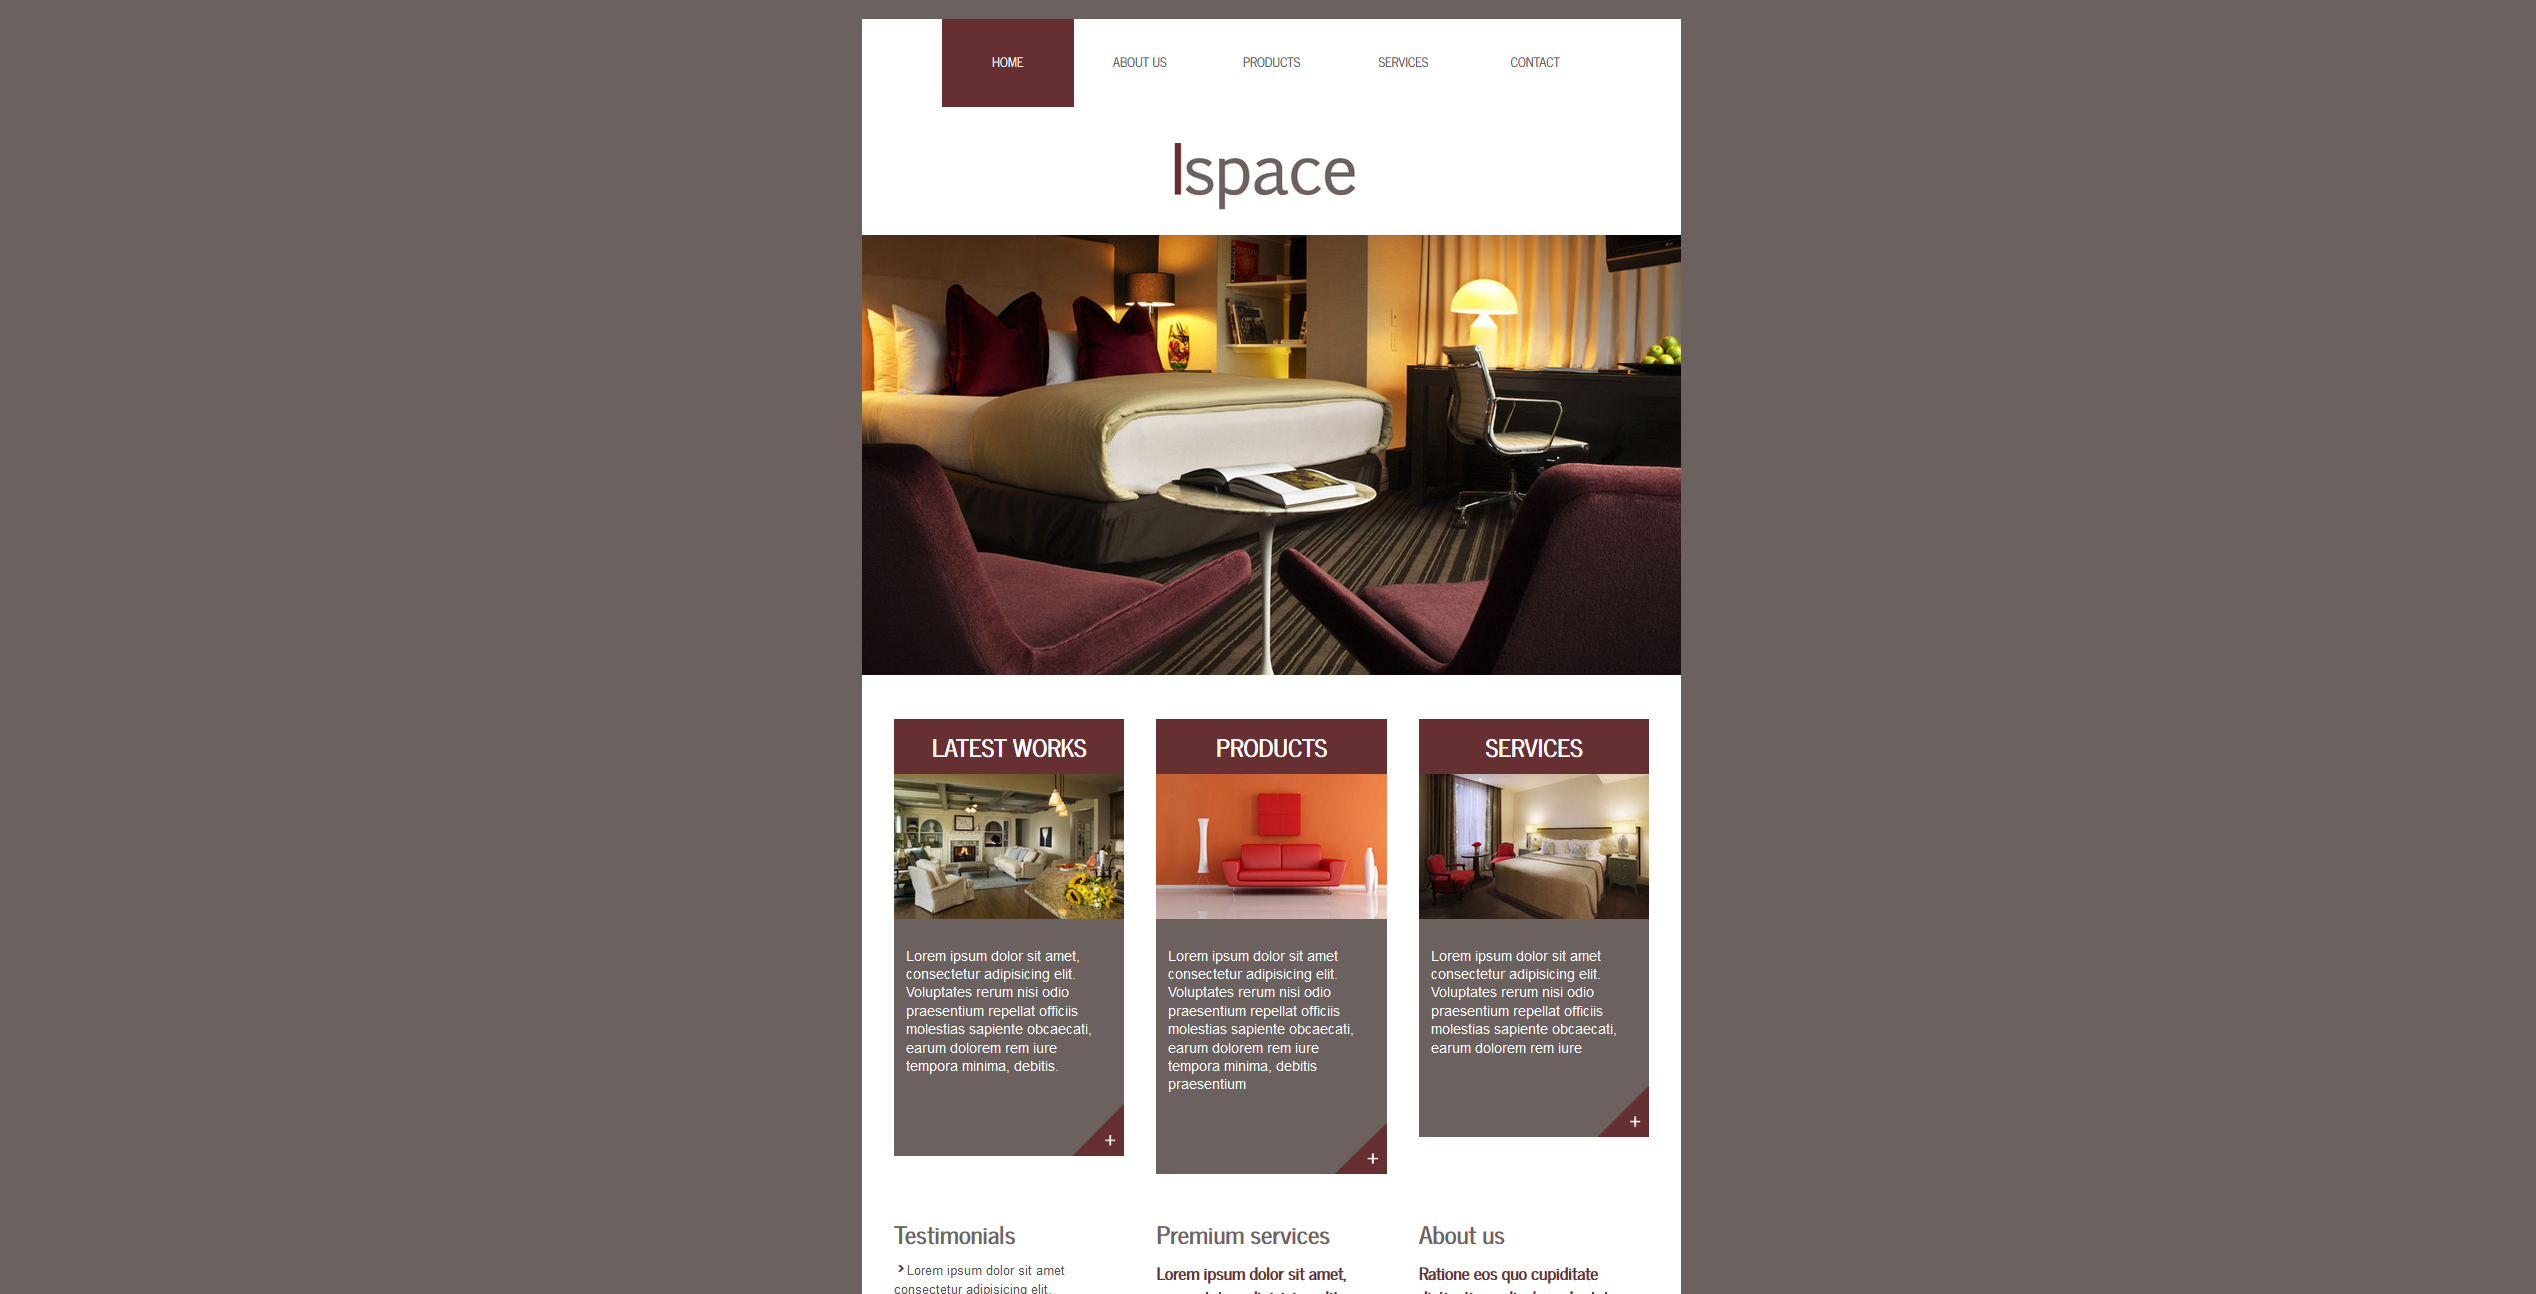 HOME ABOUT US PRODUCTS SERVICES CONTACT
Ispace
LATEST WORKS
Lorem ipsum dolor sit amet,
consectetur adipisicing elit.
Voluptates rerum nisi odio
praesentium repellat officiis
molestias sapiente obcaecati,
earum dolorem rem iure
tempora minima, debitis.
+
PRODUCTS
Lorem ipsum dolor sit amet
consectetur adipisicing elit.
Voluptates rerum nisi odio
praesentium repellat officiis
molestias sapiente obcaecati,
earum dolorem rem iure
tempora minima, debitis
praesentium
+
SERVICES
Lorem ipsum dolor sit amet
consectetur adipisicing elit.
Voluptates rerum nisi odio
praesentium repellat officiis
molestias sapiente obcaecati,
earum dolorem rem iure
+
Testimonials
Lorem ipsum dolor sit amet
consectetur adipisicing elit.
Premium services
Lorem ipsum dolor sit amet,
About us
Ratione eos quo cupiditate